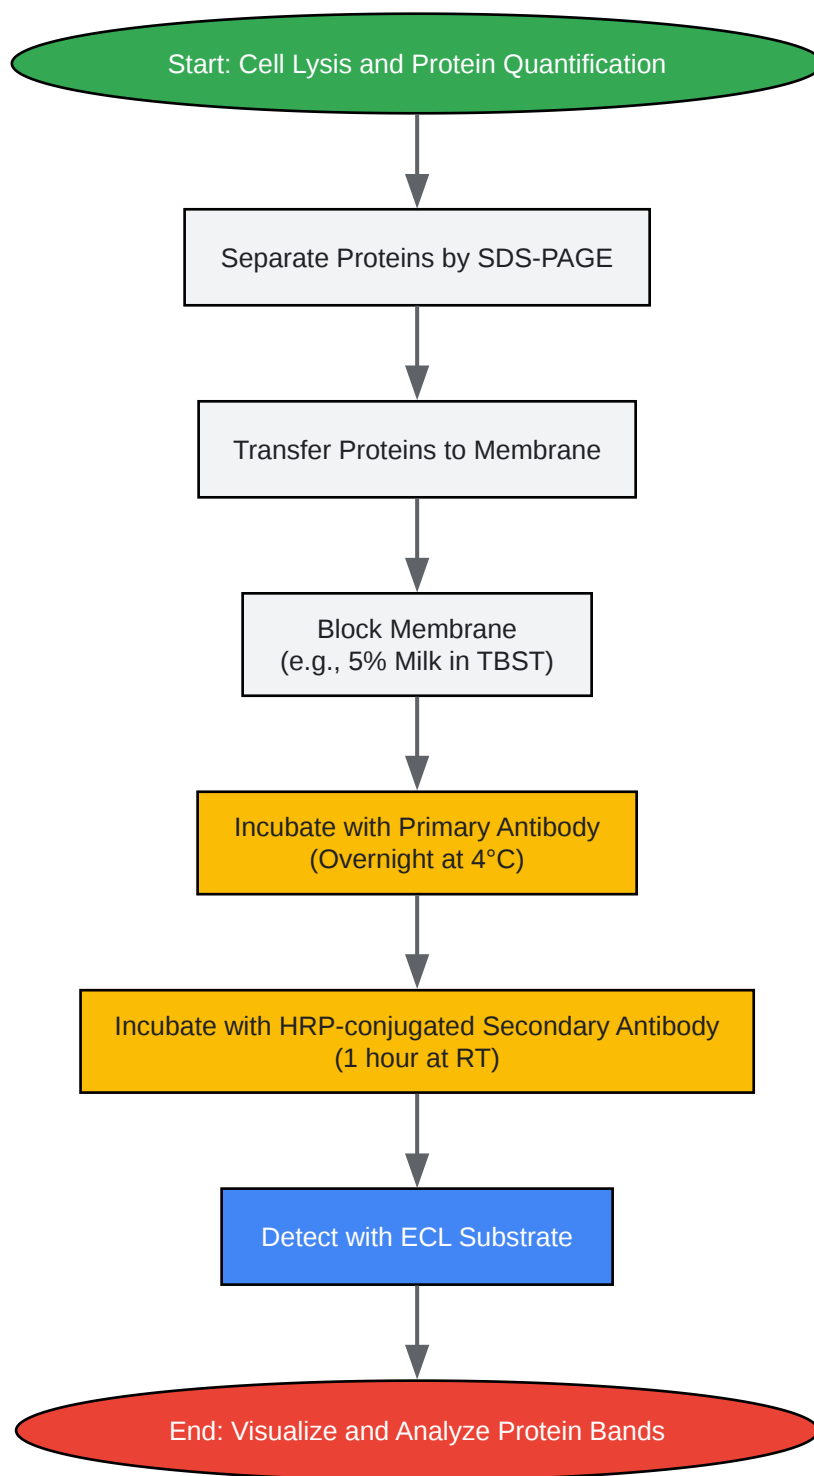 Start: Cell Lysis and Protein Quantification
Separate Proteins by SDS-PAGE
Transfer Proteins to Membrane
Block Membrane
(e.g., 5% Milk in TBST)
Incubate with Primary Antibody
(Overnight at 4°C)
Incubate with HRP-conjugated Secondary Antibody
(1 hour at RT)
Detect with ECL Substrate
End: Visualize and Analyze Protein Bands